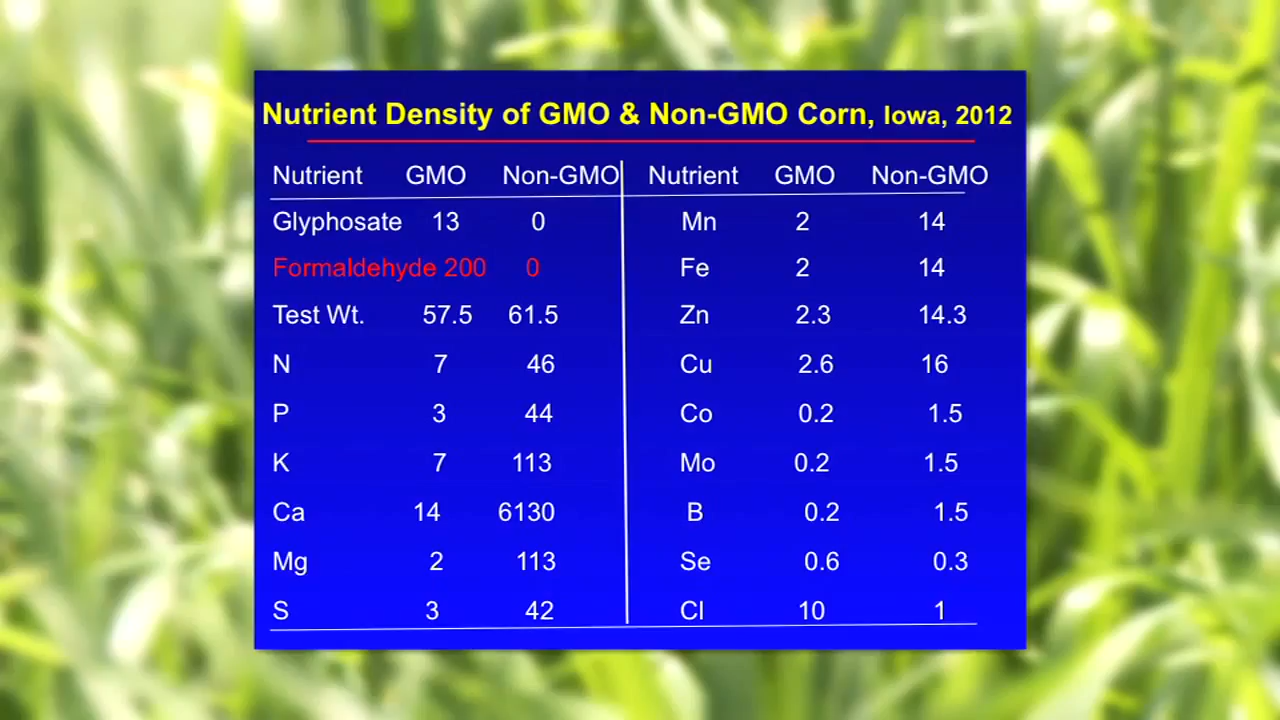 Nutrient Density of GMO & Non-GMO Corn, Iowa, 2012
Nutrient GMO Non-GMO Nutrient GMO Non-GMO
Glyphosate 13 0 Mn 2 14
Formaldehyde 200 0 Fe 2 14
Test Wt. 57.5 61.5 Zn 2.3 14.3
N 7 46 Cu 2.6 16
P 3 44 Co 0.2 1.5
K 7 113 Mo 0.2 1.5
Ca 14 6130 B 0.2 1.5
Mg 2 113 Se 0.6 0.3
S 3 42 Cl 10 1